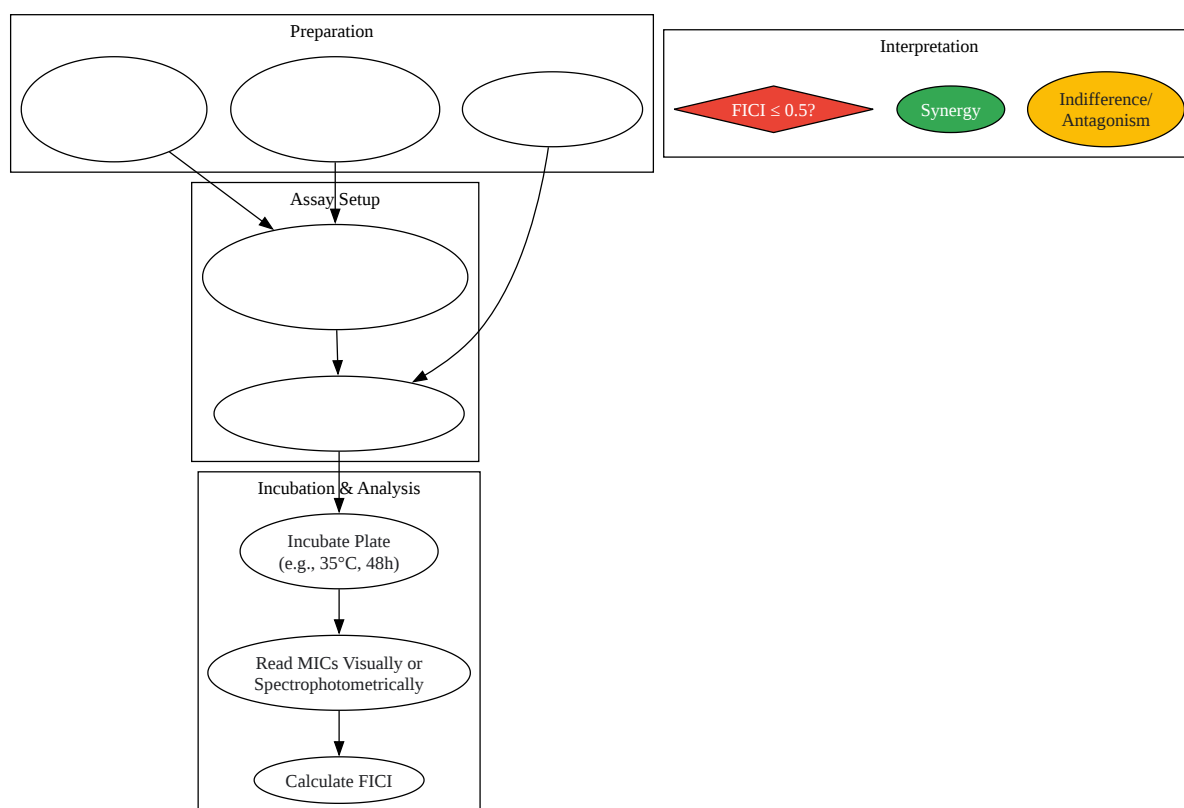 Preparation
Interpretation
FICI ≤ 0.5?
Synergy
Indifference/
Antagonism
Assay Setup
Incubation & Analysis
Incubate Plate
(e.g., 35°C, 48h)
Read MICs Visually or
Spectrophotometrically
Calculate FICI